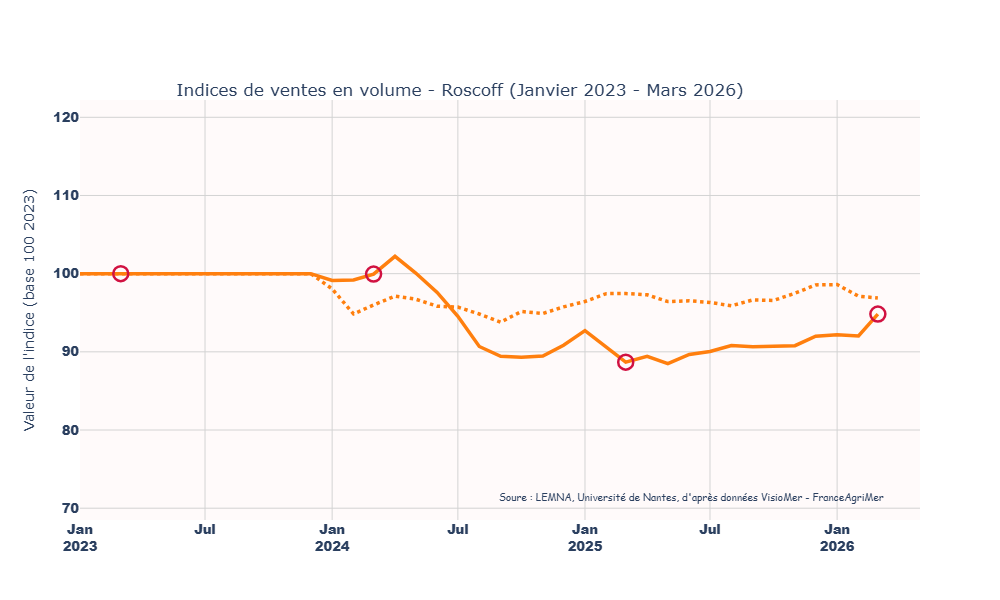 Indices de ventes en volume - Roscoff (Janvier 2023 - Mars 2026)
Valeur de l'indice (base 100 2023)
120
110
100
90
80
70
Soure : LEMNA, Université de Nantes, d'après données VisioMer - FranceAgriMer
Jan
2023
Jul
Jan
2024
Jul
Jan
2025
Jul
Jan
2026